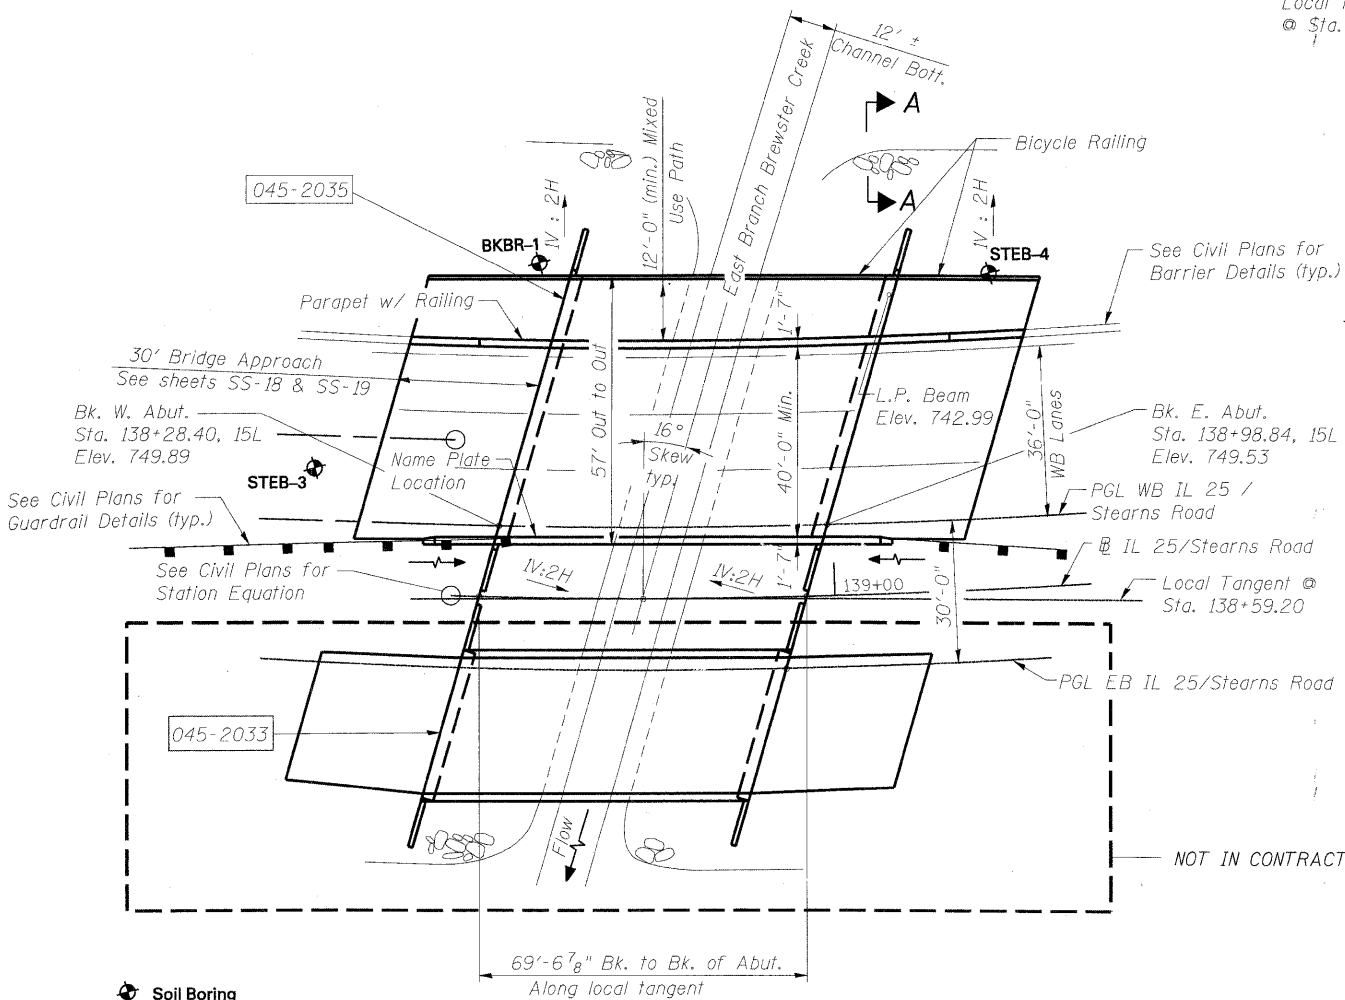 Local
@ Sta.
12' ±
Channel Bott.
A
A
Bicycle Railing
12'-0" (min.) Mixed
Use Path
East Branch Brewster Creek
045-2035
1V : 2H
1V : 2H
BKBR-1
STEB-4
See Civil Plans for
Barrier Details (typ.)
Parapet w/ Railing
1'-7"
30' Bridge Approach
See sheets SS-18 & SS-19
57' Out to Out
L.P. Beam
Elev. 742.99
Bk. W. Abut.
Sta. 138+28.40, 15L
Elev. 749.89
16°
Skew
typ.
40'-0" Min.
36'-0"
WB Lanes
Bk. E. Abut.
Sta. 138+98.84, 15L
Elev. 749.53
Name Plate
Location
STEB-3
See Civil Plans for
Guardrail Details (typ.)
PGL WB IL 25 /
Stearns Road
℄ IL 25/Stearns Road
See Civil Plans for
Station Equation
1V:2H
1V:2H
1'-7"
139+00
30'-0"
Local Tangent @
Sta. 138+59.20
PGL EB IL 25/Stearns Road
045-2033
Flow
NOT IN CONTRACT
69'-6 7/8" Bk. to Bk. of Abut.
Along local tangent
Soil Boring